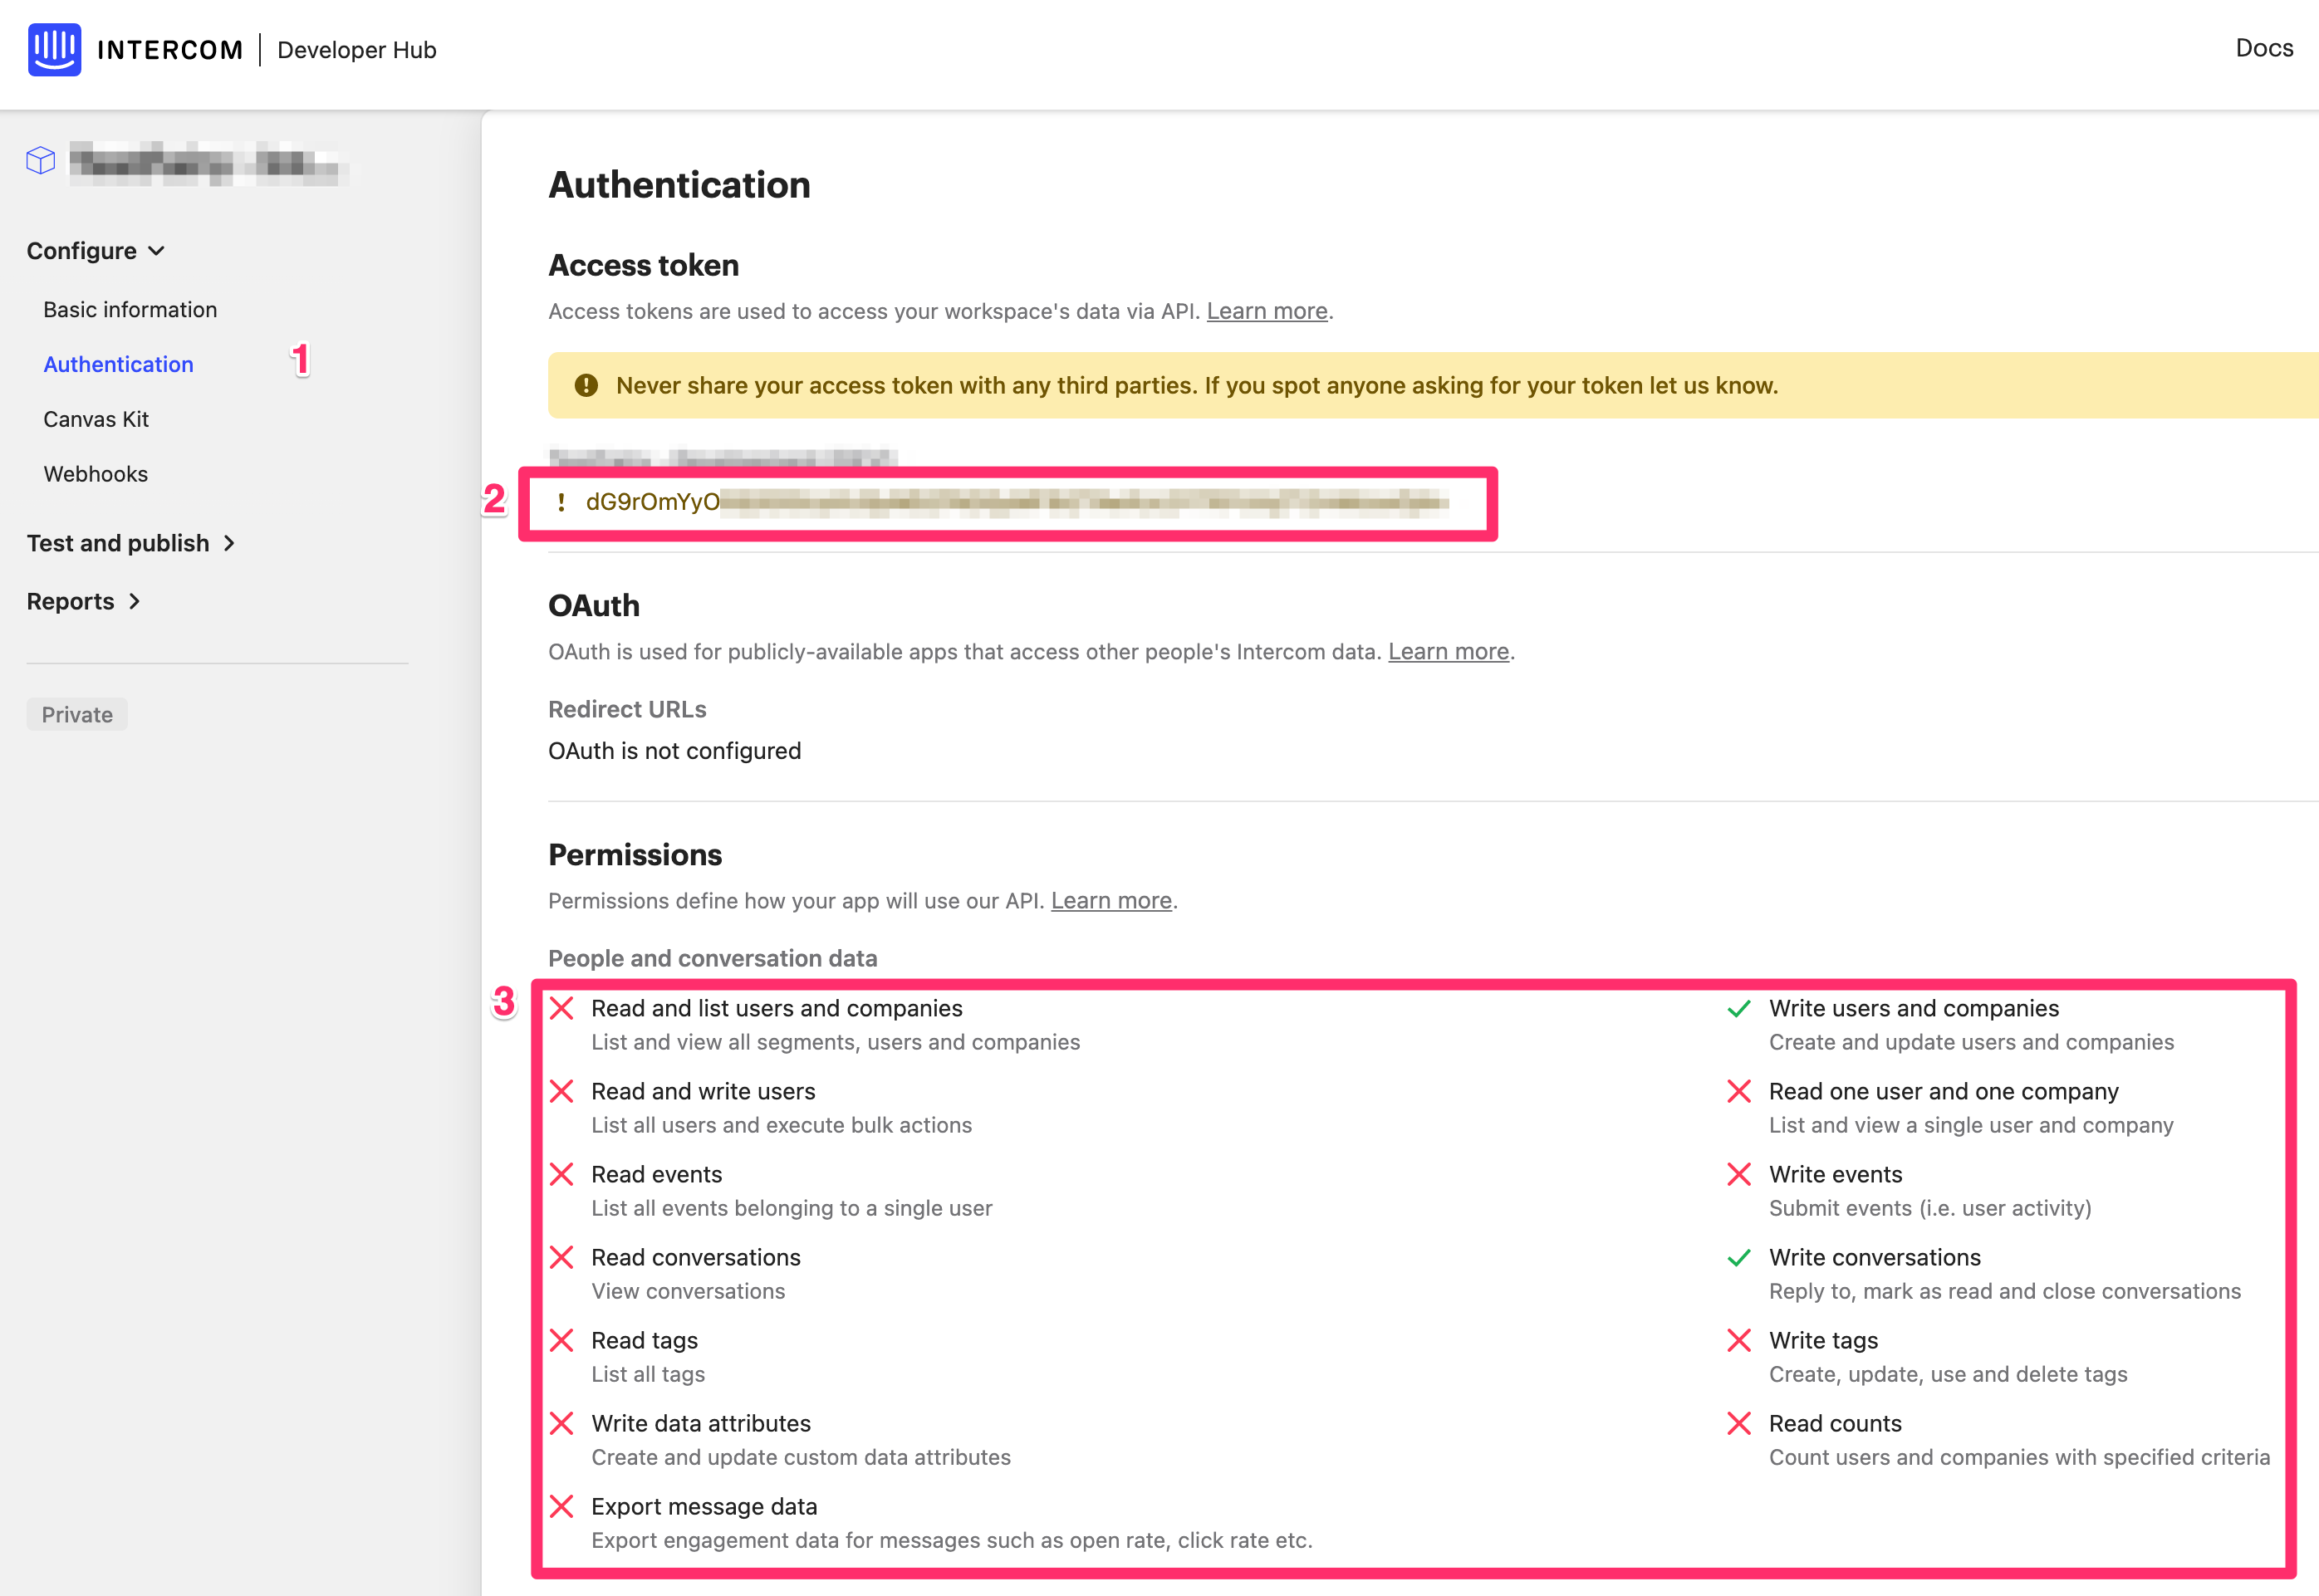 INTERCOM | Developer Hub
Docs
Configure
Basic information
Authentication
1
Canvas Kit
Webhooks
Test and publish
Reports
Private
Authentication
Access token
Access tokens are used to access your workspace's data via API. Learn more.
Never share your access token with any third parties. If you spot anyone asking for your token let us know.
2
! dG9rOmYyO
OAuth
OAuth is used for publicly-available apps that access other people's Intercom data. Learn more.
Redirect URLs
OAuth is not configured
Permissions
Permissions define how your app will use our API. Learn more.
People and conversation data
3
Read and list users and companies
List and view all segments, users and companies
Write users and companies
Create and update users and companies
Read and write users
List all users and execute bulk actions
Read one user and one company
List and view a single user and company
Read events
List all events belonging to a single user
Write events
Submit events (i.e. user activity)
Read conversations
View conversations
Write conversations
Reply to, mark as read and close conversations
Read tags
List all tags
Write tags
Create, update, use and delete tags
Write data attributes
Create and update custom data attributes
Read counts
Count users and companies with specified criteria
Export message data
Export engagement data for messages such as open rate, click rate etc.